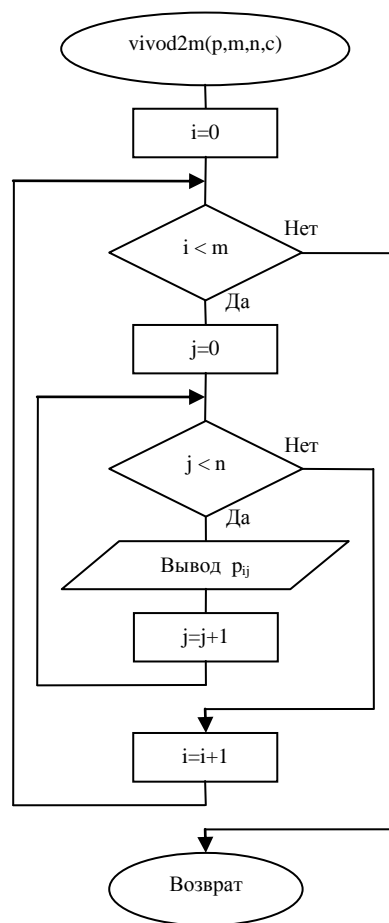 vivod2m(p,m,n,c)
i=0
i < m
Нет
Да
j=0
j < n
Нет
Да
Вывод pij
j=j+1
i=i+1
Возврат